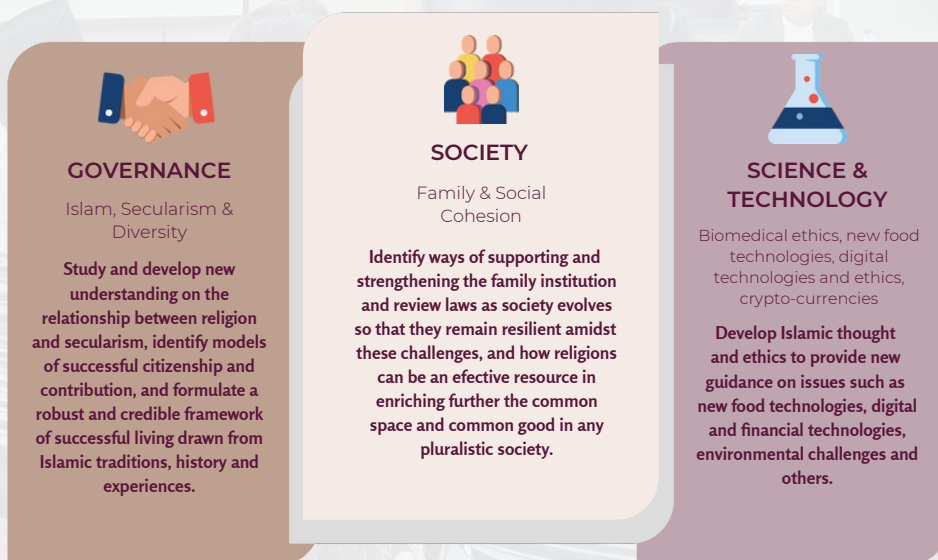 GOVERNANCE
Islam, Secularism &
Diversity
Study and develop new
understanding on the
relationship between religion
and secularism, identify models
of successful citizenship and
contribution, and formulate a
robust and credible framework
of successful living drawn from
Islamic traditions, history and
experiences.
SOCIETY
Family & Social
Cohesion
Identify ways of supporting and
strengthening the family institution
and review laws as society evolves
so that they remain resilient amidst
these challenges, and how religions
can be an efective resource in
enriching further the common
space and common good in any
pluralistic society.
SCIENCE &
TECHNOLOGY
Biomedical ethics, new food
technologies, digital
technologies and ethics,
crypto-currencies
Develop Islamic thought
and ethics to provide new
guidance on issues such as
new food technologies, digital
and financial technologies,
environmental challenges and
others.